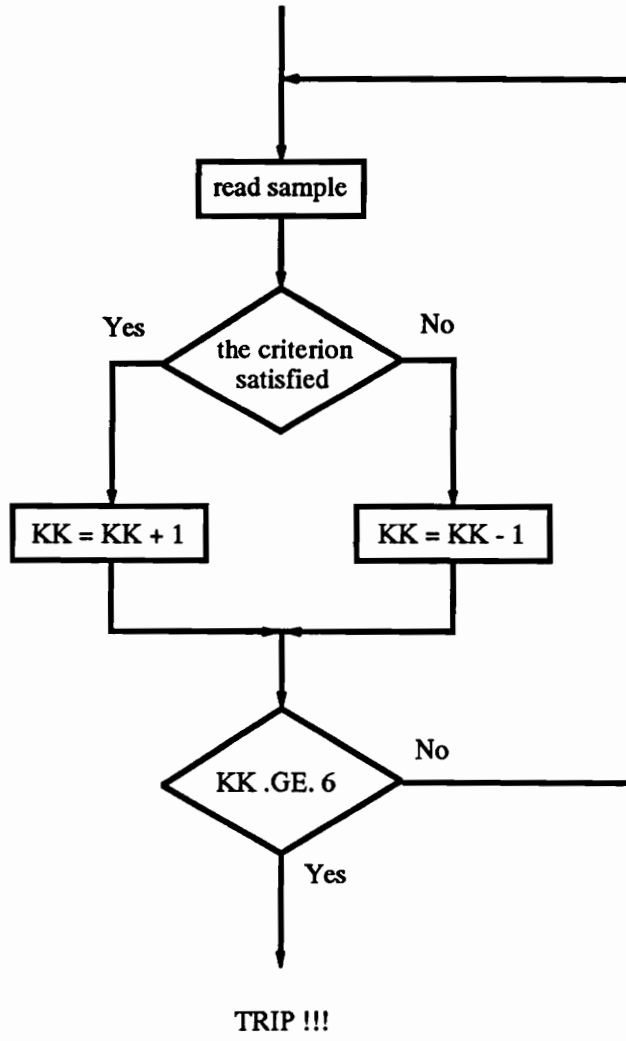 read sample
Yes
No
the criterion
satisfied
KK = KK + 1
KK = KK - 1
KK .GE. 6
No
Yes
TRIP !!!